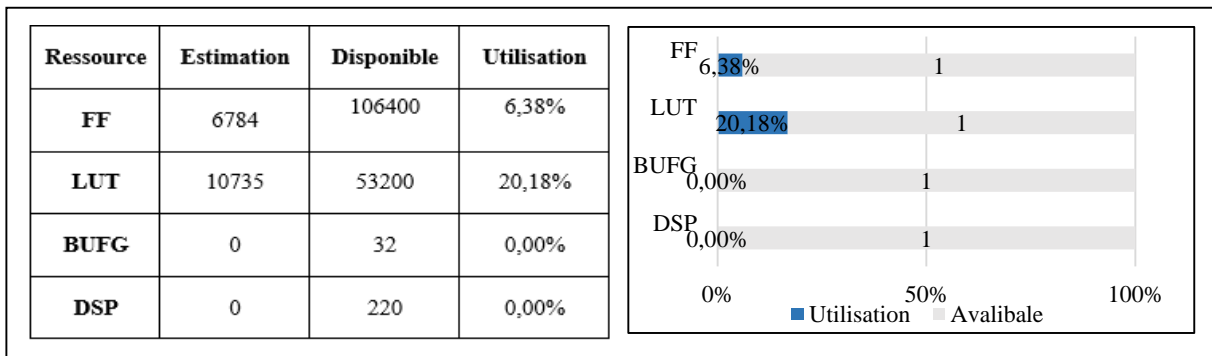 Ressource Estimation Disponible Utilisation
FF 6784 106400 6,38%
LUT 10735 53200 20,18%
BUFG 0 32 0,00%
DSP 0 220 0,00%
FF 6,38% 1
LUT 20,18% 1
BUFG 0,00% 1
DSP 0,00% 1
0% 50% 100%
Utilisation Avalibale